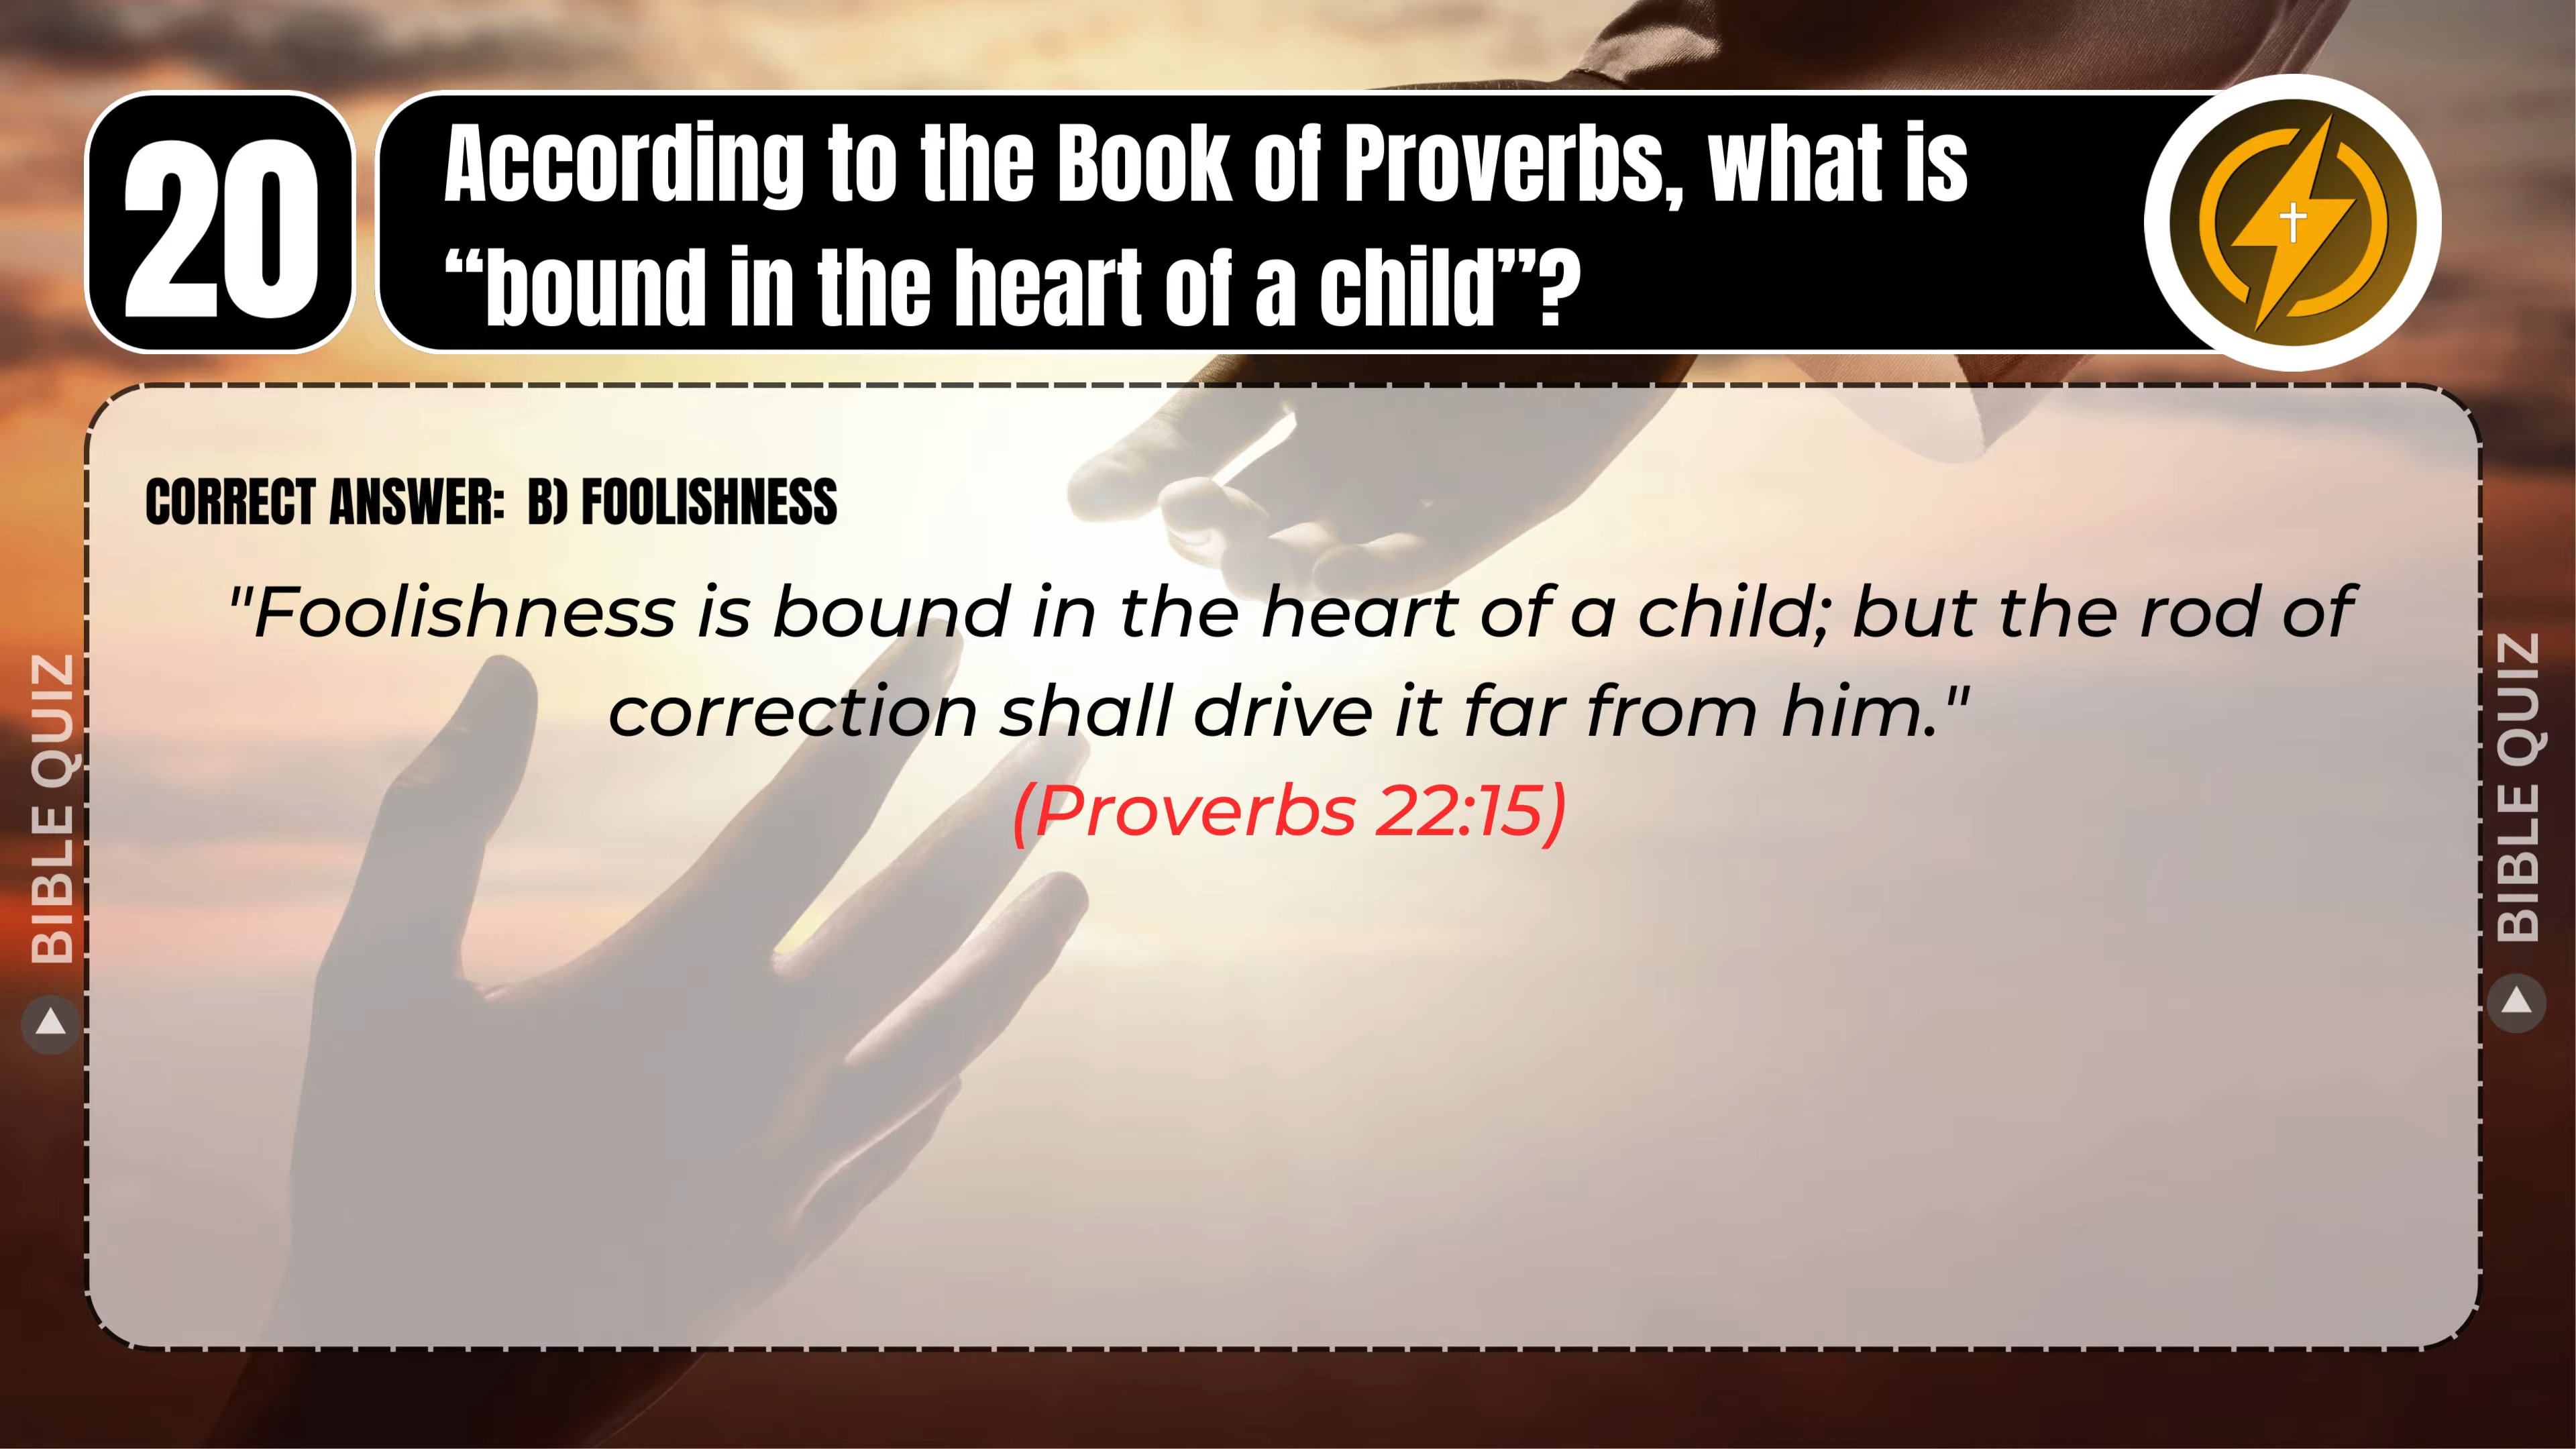 20
According to the Book of Proverbs, what is
“bound in the heart of a child”?
CORRECT ANSWER: B) FOOLISHNESS
"Foolishness is bound in the heart of a child; but the rod of
correction shall drive it far from him."
(Proverbs 22:15)
BIBLE QUIZ
BIBLE QUIZ